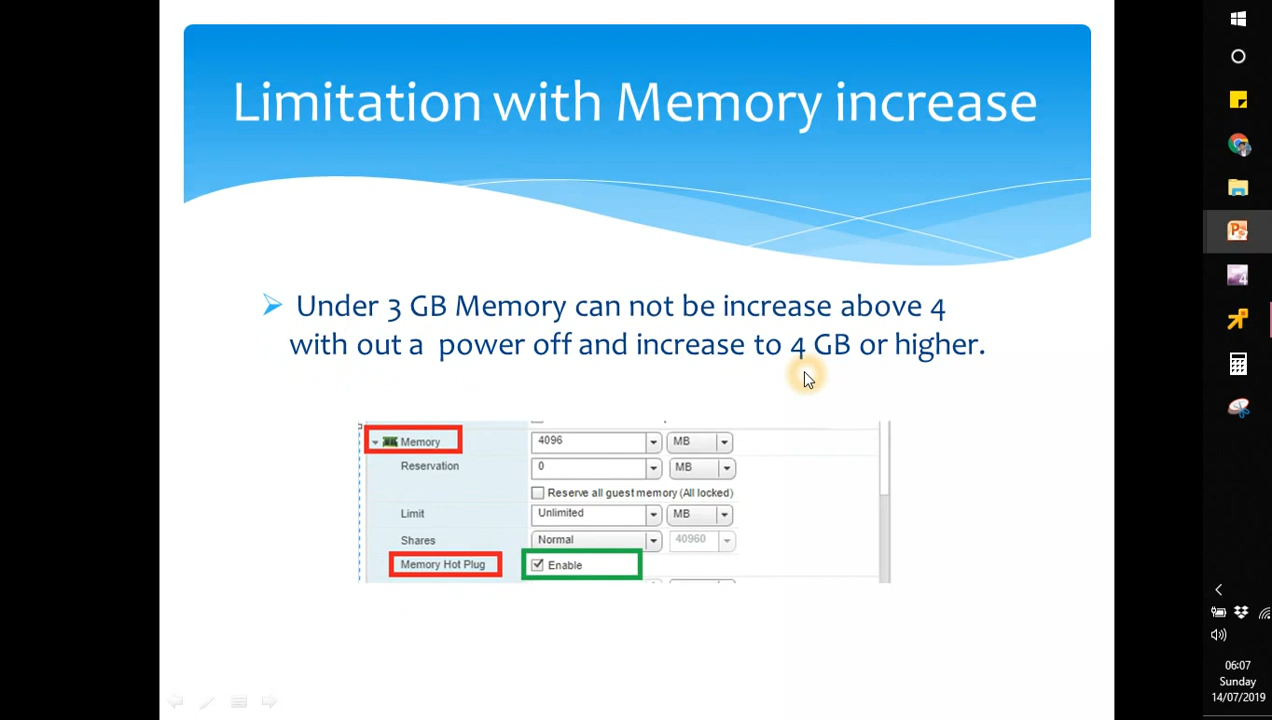 Limitation with Memory increase
Under 3 GB Memory can not be increase above 4
with out a power off and increase to 4 GB or higher.
Memory 4096 MB
Reservation 0 MB
Reserve all guest memory (All locked)
Limit Unlimited MB
Shares Normal 40960
Memory Hot Plug Enable
06:07
Sunday
14/07/2019